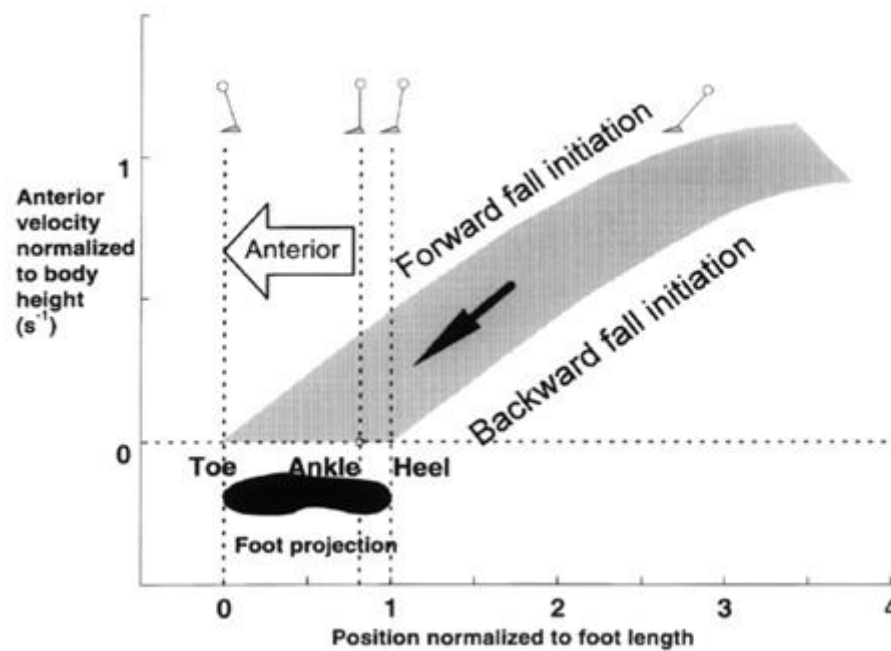 1
Anterior
velocity
normalized
to body
height
(s⁻¹)
0
Anterior
Forward fall initiation
Backward fall initiation
Toe Ankle Heel
Foot projection
0 1 2 3 4
Position normalized to foot length